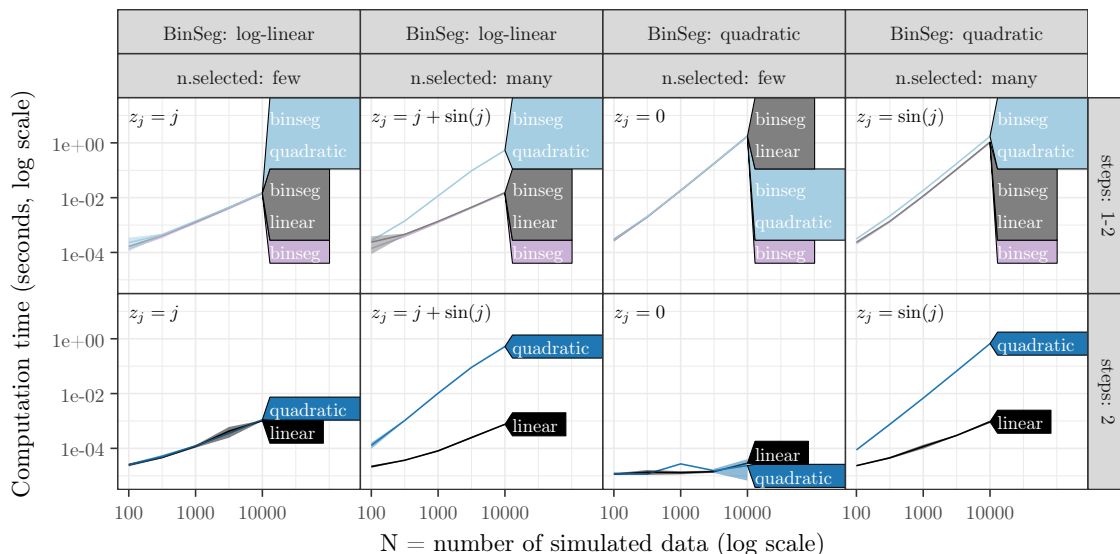 BinSeg: log-linear
BinSeg: log-linear
BinSeg: quadratic
BinSeg: quadratic
n.selected: few
n.selected: many
n.selected: few
n.selected: many
Computation time (seconds, log scale)
1e+00
1e-02
1e-04
z_j = j
binseg
quadratic
binseg
linear
binseg
z_j = j + sin(j)
binseg
quadratic
binseg
linear
binseg
z_j = 0
binseg
linear
binseg
quadratic
binseg
z_j = sin(j)
binseg
quadratic
binseg
linear
binseg
steps: 1-2
1e+00
1e-02
1e-04
z_j = j
quadratic
linear
z_j = j + sin(j)
quadratic
linear
z_j = 0
linear
quadratic
z_j = sin(j)
quadratic
linear
steps: 2
100 1000 10000
100 1000 10000
100 1000 10000
100 1000 10000
N = number of simulated data (log scale)